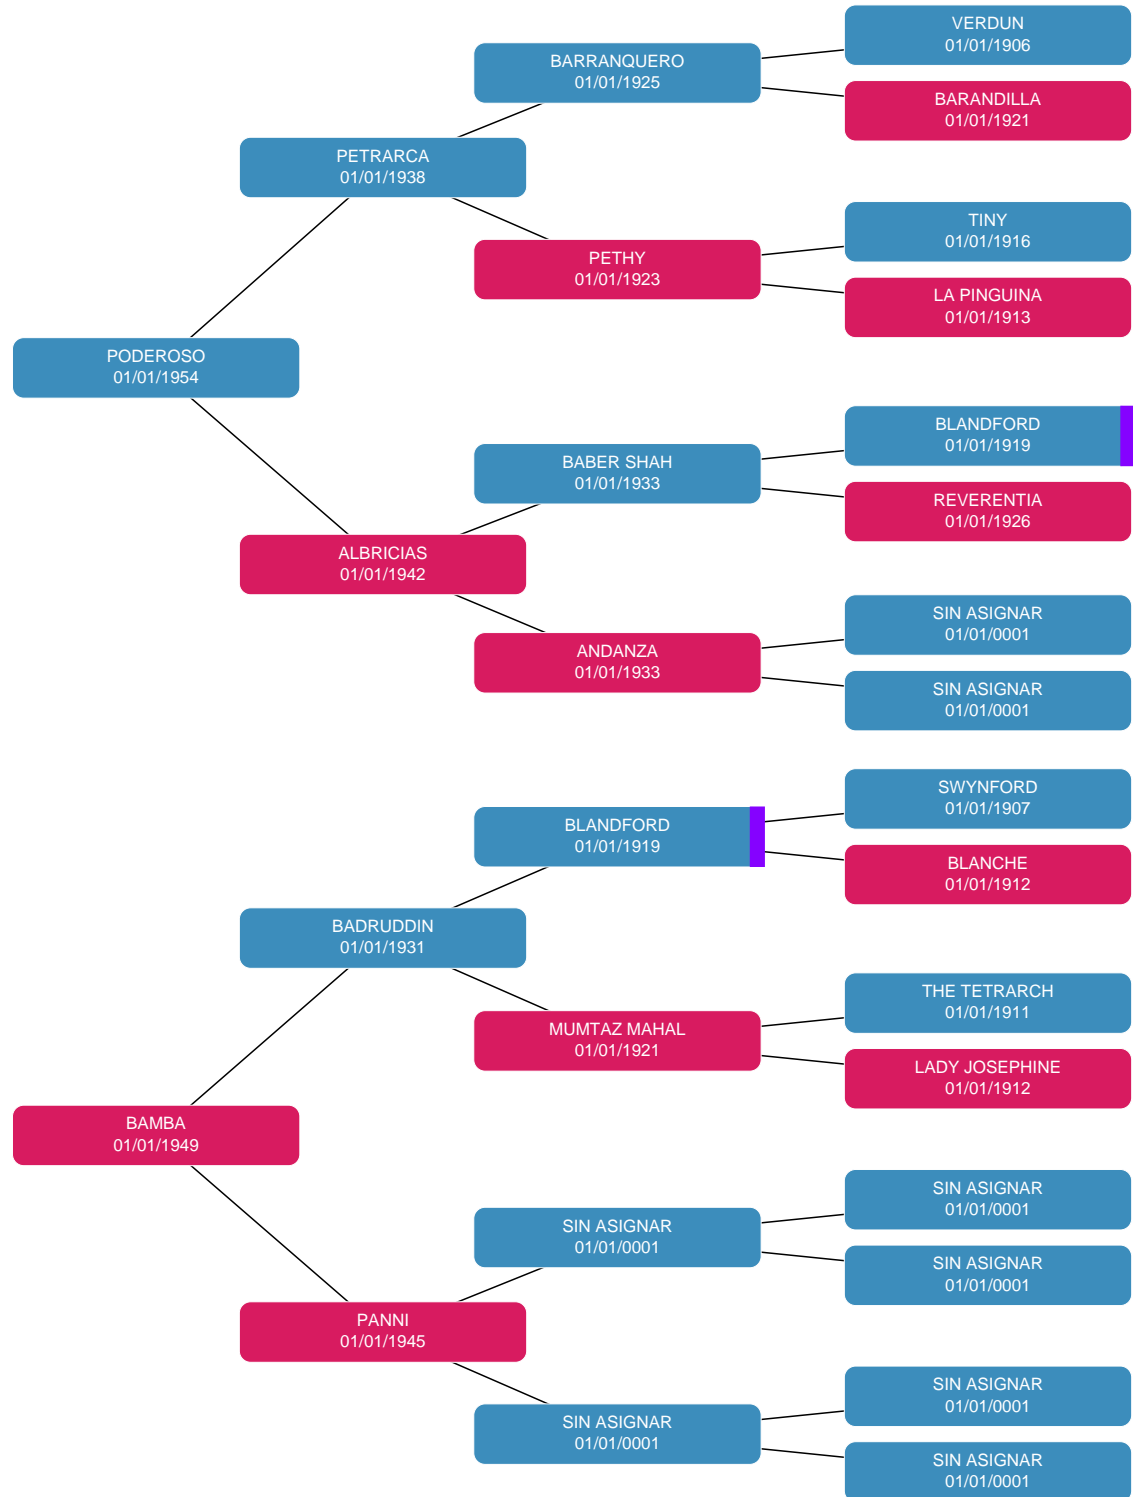 VERDUN
01/01/1906
BARRANQUERO
01/01/1925
BARANDILLA
01/01/1921
PETRARCA
01/01/1938
TINY
01/01/1916
PETHY
01/01/1923
LA PINGUINA
01/01/1913
PODEROSO
01/01/1954
BLANDFORD
01/01/1919
BABER SHAH
01/01/1933
REVERENTIA
01/01/1926
ALBRICIAS
01/01/1942
SIN ASIGNAR
01/01/0001
ANDANZA
01/01/1933
SIN ASIGNAR
01/01/0001
SWYNFORD
01/01/1907
BLANDFORD
01/01/1919
BLANCHE
01/01/1912
BADRUDDIN
01/01/1931
THE TETRARCH
01/01/1911
MUMTAZ MAHAL
01/01/1921
LADY JOSEPHINE
01/01/1912
BAMBA
01/01/1949
SIN ASIGNAR
01/01/0001
SIN ASIGNAR
01/01/0001
SIN ASIGNAR
01/01/0001
PANNI
01/01/1945
SIN ASIGNAR
01/01/0001
SIN ASIGNAR
01/01/0001
SIN ASIGNAR
01/01/0001